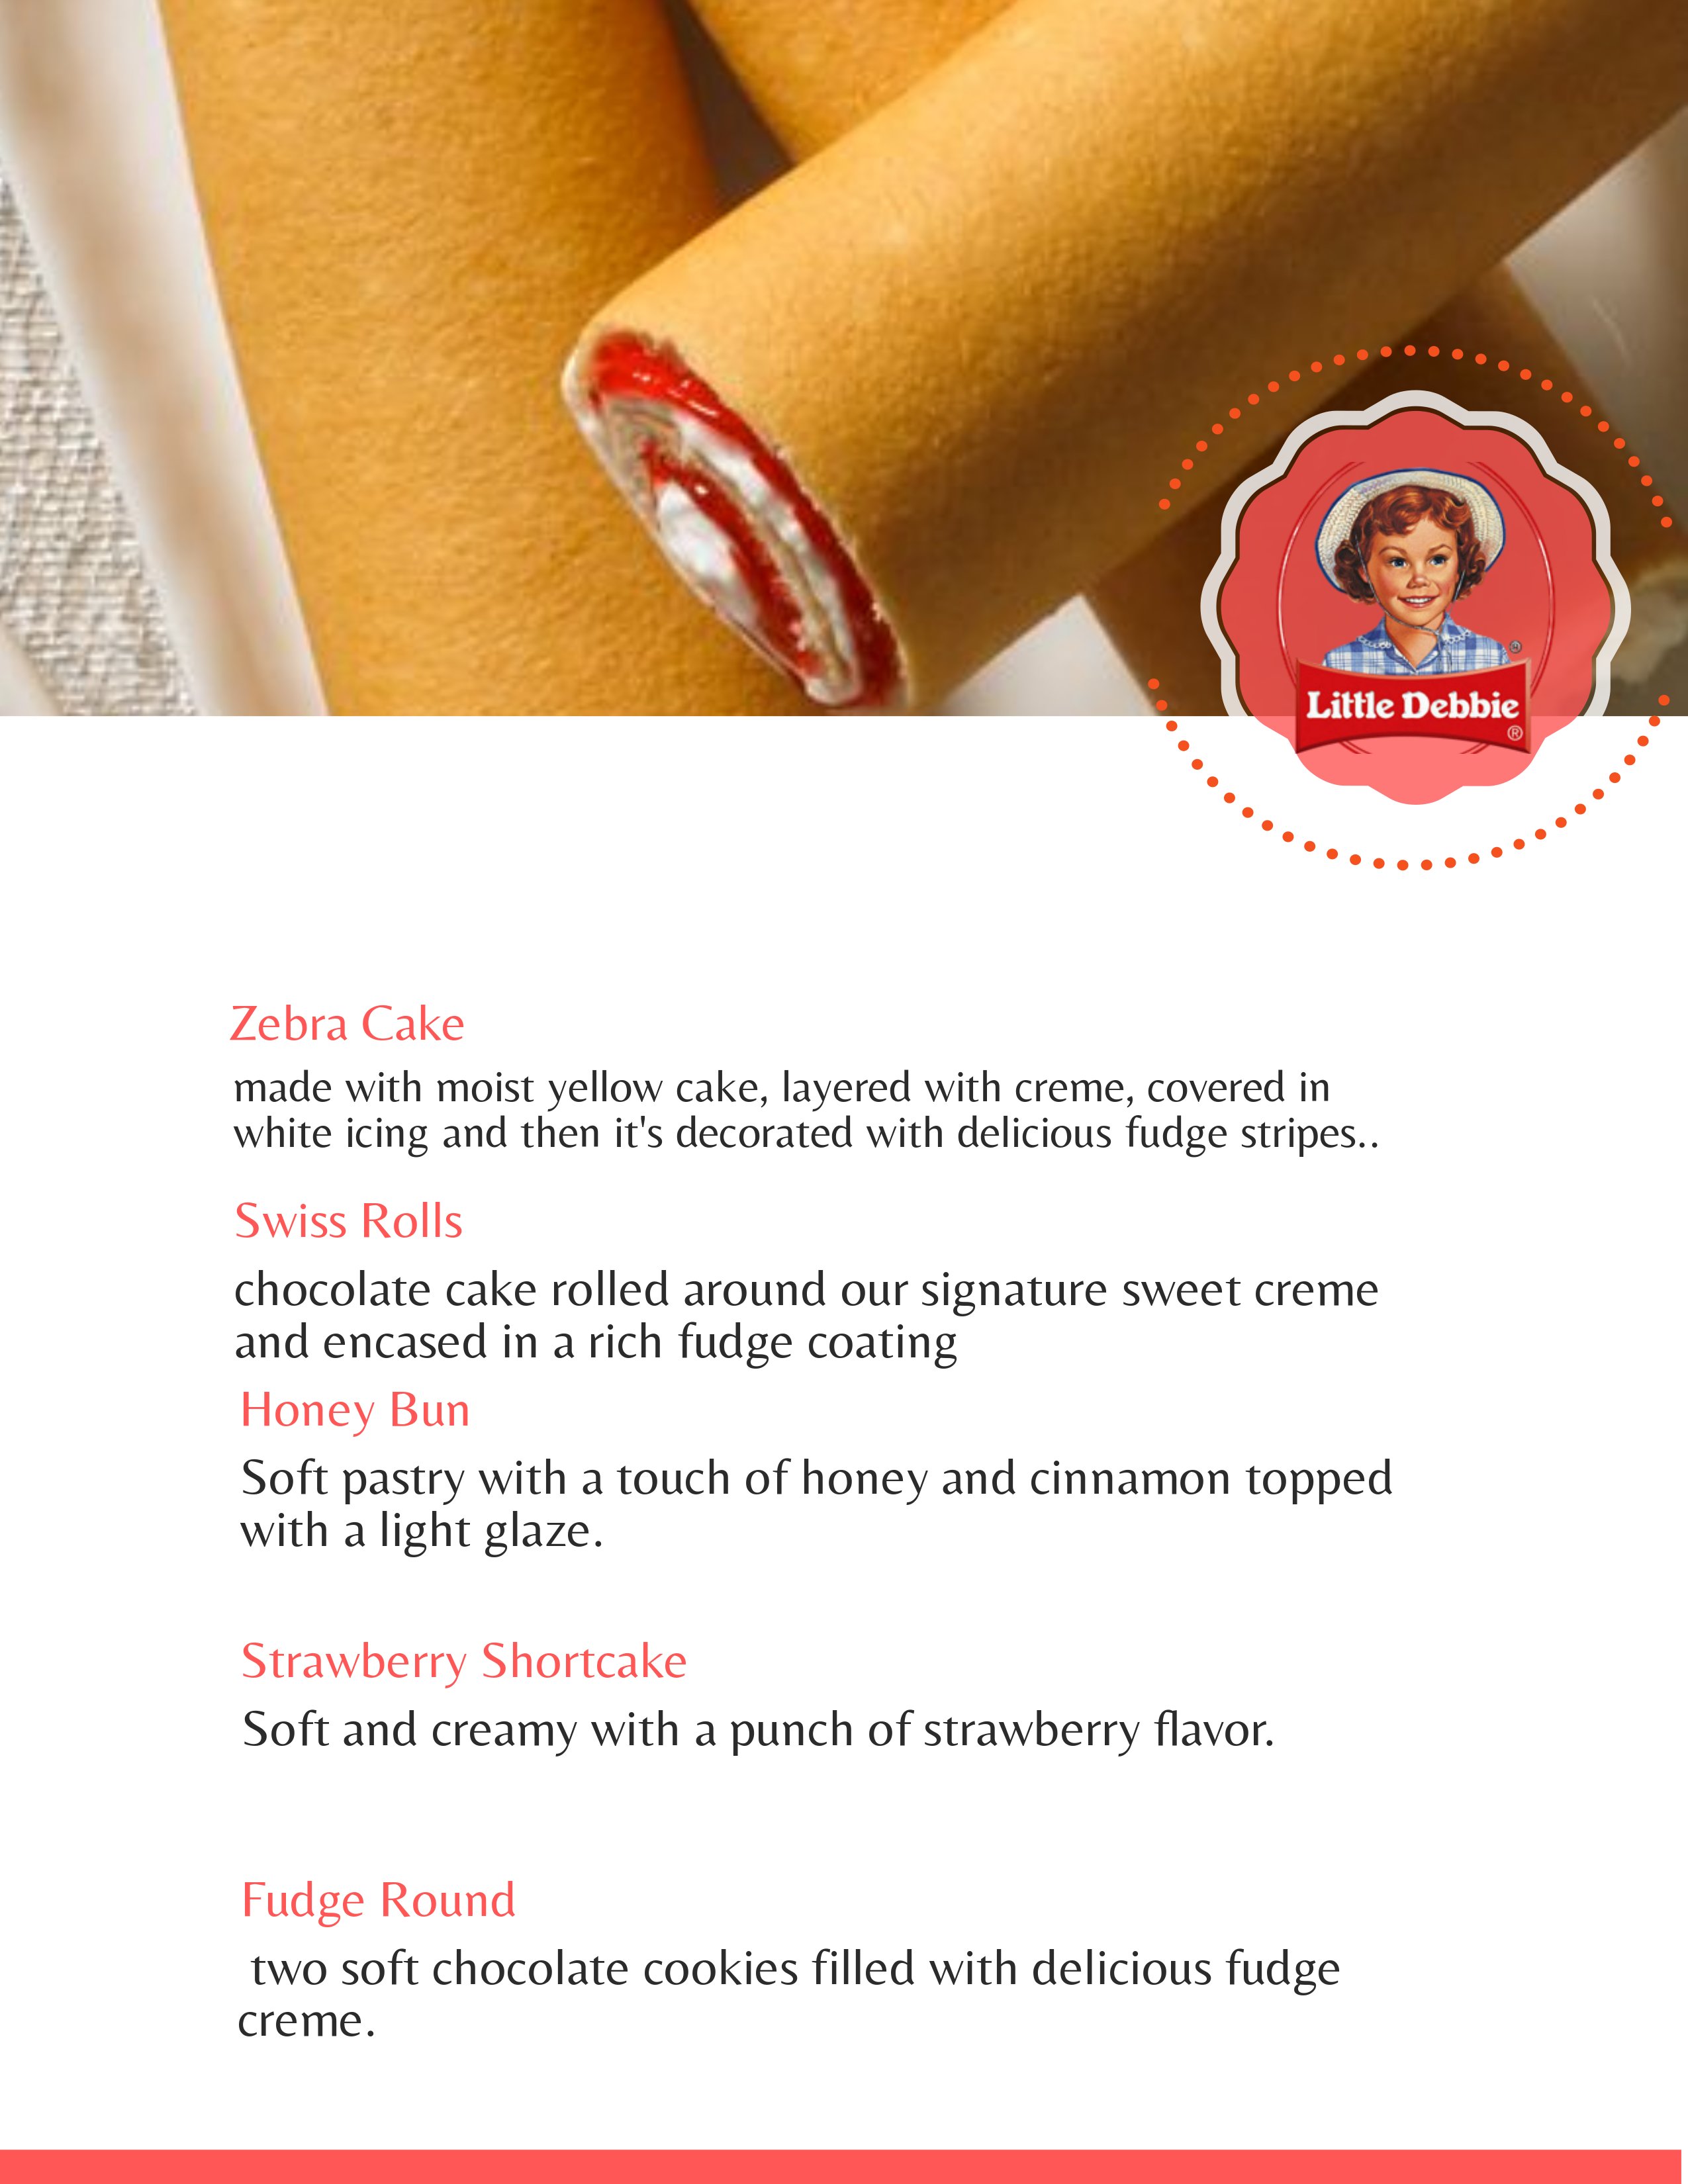 Little Debbie
®
®
Zebra Cake
made with moist yellow cake, layered with creme, covered in
white icing and then it's decorated with delicious fudge stripes..
Swiss Rolls
chocolate cake rolled around our signature sweet creme
and encased in a rich fudge coating
Honey Bun
Soft pastry with a touch of honey and cinnamon topped
with a light glaze.
Strawberry Shortcake
Soft and creamy with a punch of strawberry flavor.
Fudge Round
two soft chocolate cookies filled with delicious fudge
creme.